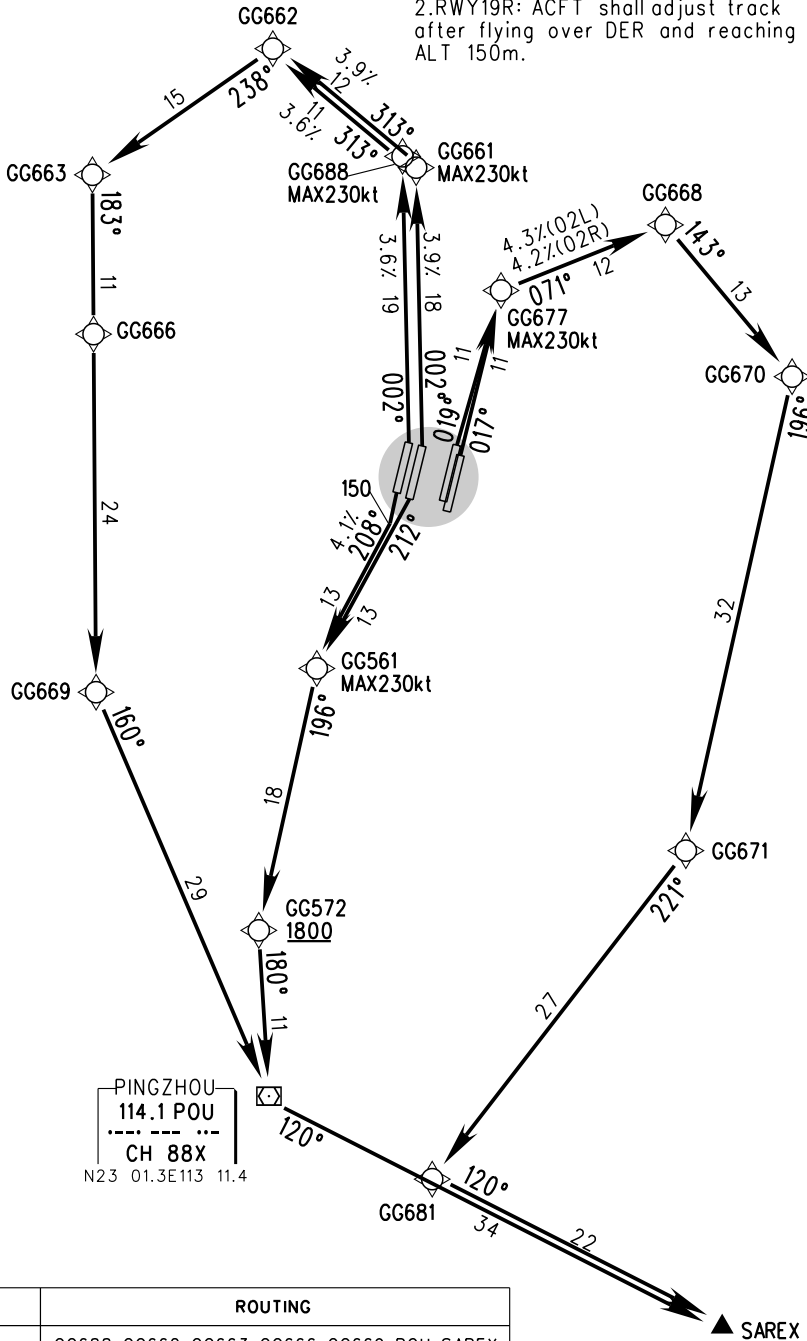 2.RWY19R: ACFT shall adjust track
after flying over DER and reaching
ALT 150m.
GG662
3.9%
12
313°
15
238°
11
3.6%
313°
GG663
GG688
MAX230kt
GG661
MAX230kt
183°
GG668
4.3%(02L)
4.2%(02R)
12
143°
3.6%
19
3.9%
18
11
071°
13
GG677
MAX230kt
GG666
11
11
GG670
002°
002°
019°
017°
196°
150
24
4.1%
208°
212°
13
13
32
GG561
MAX230kt
GG669
160°
196°
18
GG671
29
221°
GG572
1800
180°
11
27
PINGZHOU
114.1 POU
CH 88X
N23 01.3E113 11.4
120°
120°
GG681
34
22
SAREX
ROUTING